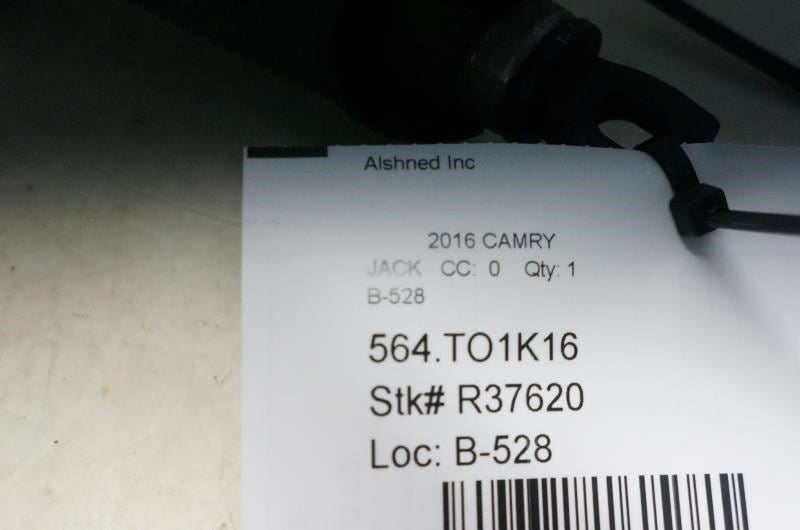 Alshned Inc
2016 CAMRY
JACK CC: 0 Qty: 1
B-528
564.TO1K16
Stk# R37620
Loc: B-528